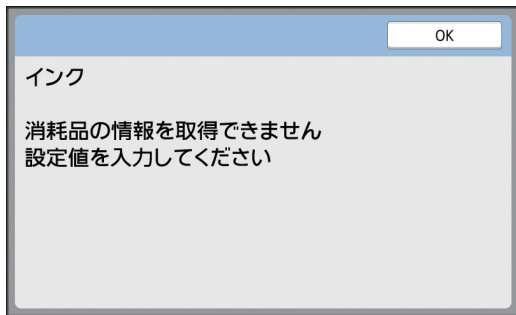 OK
インク
消耗品の情報を取得できません
設定値を入力してください